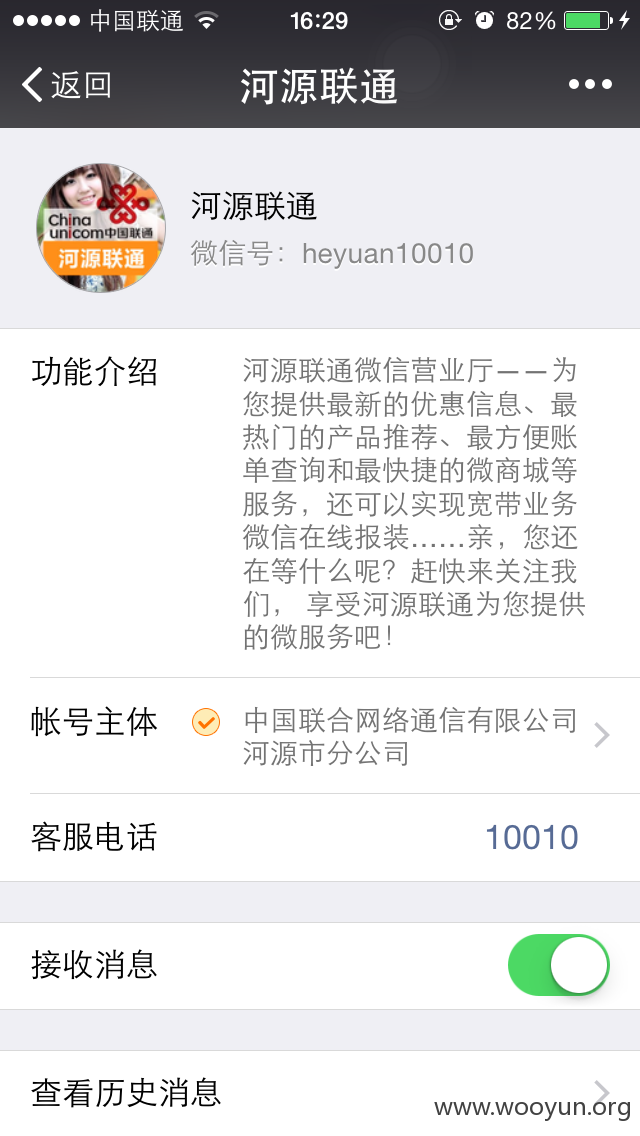 中国联通
16:29
82%
返回
河源联通
China
unicom中国联通
河源联通
河源联通
微信号：heyuan10010
功能介绍
河源联通微信营业厅——为
您提供最新的优惠信息、最
热门的产品推荐、最方便账
单查询和最快捷的微商城等
服务，还可以实现宽带业务
微信在线报装……亲，您还
在等什么呢？赶快来关注我
们， 享受河源联通为您提供
的微服务吧！
帐号主体
中国联合网络通信有限公司
河源市分公司
客服电话
10010
接收消息
查看历史消息
www.wooyun.org